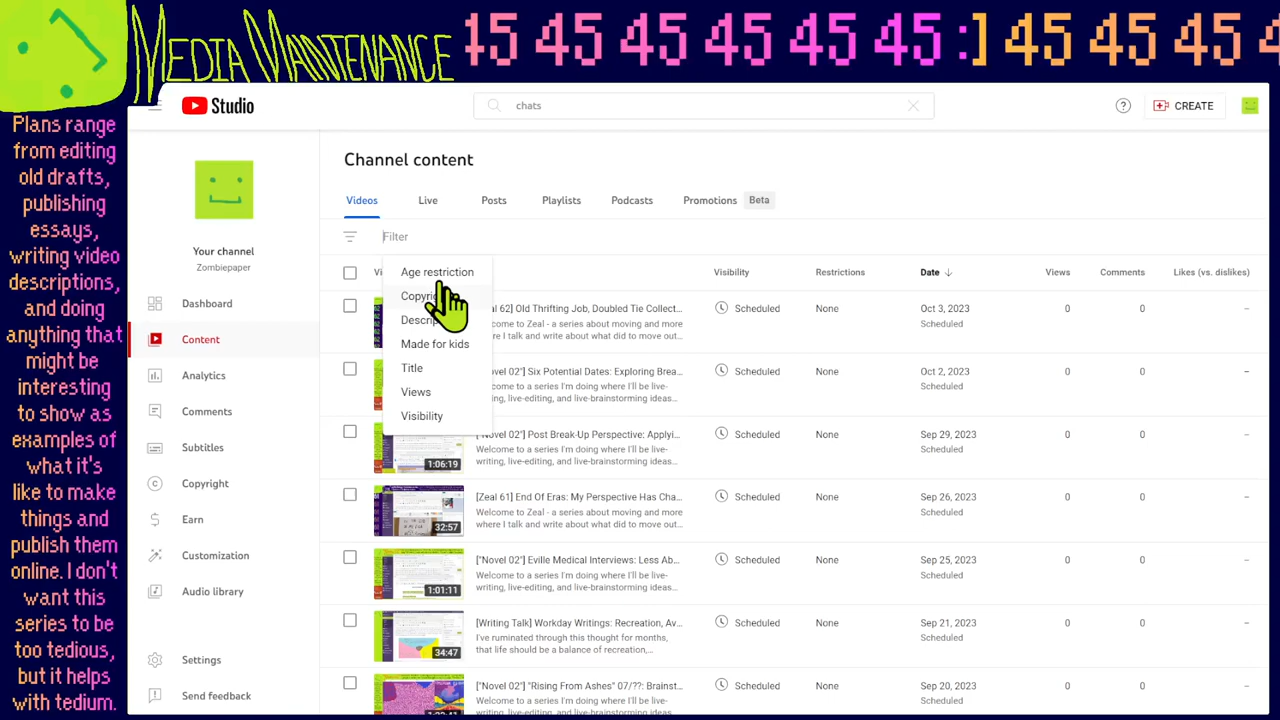 MEDIA MAINTENANCE
45 45 45 45 45 45 :] 45 45 45
Plans range
from editing
old drafts,
publishing
essays,
writing video
descriptions,
and doing
anything that
might be
interesting
to show as
examples of
what it's
like to make
things and
publish them
online. I don't
want this
series to be
too tedious,
but it helps
with tedium.
Studio
chats
CREATE
Your channel
Zombiepaper
Dashboard
Content
Analytics
Comments
Subtitles
Copyright
Earn
Customization
Audio library
Settings
Send feedback
Channel content
Videos Live Posts Playlists Podcasts Promotions Beta
Filter
Age restriction
Made for kids
Title
Views
Visibility
Visibility Restrictions Date Views Comments Likes (vs. dislikes)
62] Old Thrifting Job, Doubled Tie Collect...
to Zeal - a series about moving and more
where I talk and write about what did to move out...
Scheduled None Oct 3, 2023 0 0 –
Scheduled
02"] Six Potential Dates: Exploring Brea...
to a series I'm doing where I'll be live-
writing, live-editing, and live-brainstorming ideas...
Scheduled None Oct 2, 2023 0 0 –
Scheduled
1:06:19
Post Break-Up Perspective: Applyi...
Welcome to a series I'm doing where I'll be live-
writing, live-editing, and live-brainstorming ideas...
Scheduled None Sep 29, 2023 0 0 –
Scheduled
32:57
[Zeal 61] End Of Eras: My Perspective Has Cha...
Welcome to Zeal - a series about moving and more
where I talk and write about what did to move out...
Scheduled None Sep 26, 2023 0 0 –
Scheduled
1:01:11
["Novel 02"] Eville Medical Interviews: Less Ab...
Welcome to a series I'm doing where I'll be live-
writing, live-editing, and live-brainstorming ideas...
Scheduled None Sep 25, 2023 0 0 –
Scheduled
34:47
[Writing Talk] Workday Writings: Recreation, Av...
I've ruminated through this thought for months,
that life should be a balance of recreation,...
Scheduled None Sep 21, 2023 0 0 –
Scheduled
["Novel 02"] "Rising From Ashes" 07/??: Brainst...
Welcome to a series I'm doing where I'll be live-
Scheduled None Sep 20, 2023 0 0 –
Scheduled